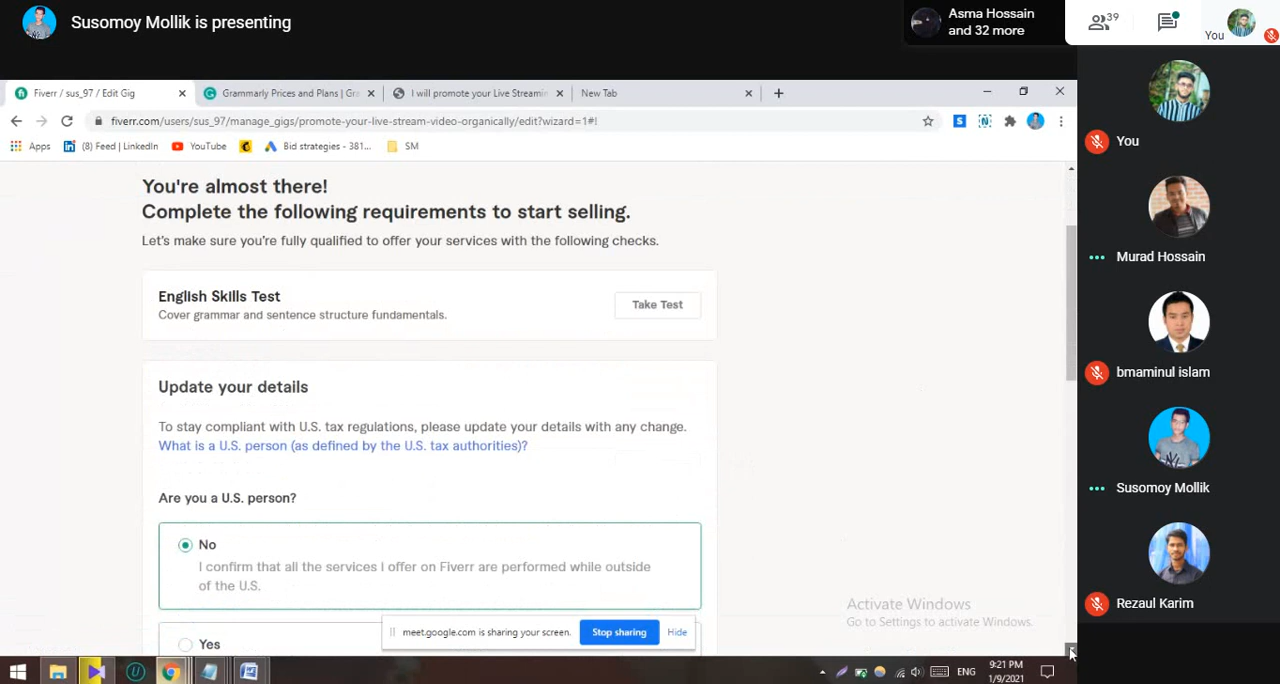 Susomoy Mollik is presenting
Asma Hossain
and 32 more
39
You
Fiverr / sus_97 / Edit Gig
Grammarly Prices and Plans | Gra
I will promote your Live Streamin
New Tab
fiverr.com/users/sus_97/manage_gigs/promote-your-live-stream-video-organically/edit?wizard=1#!
Apps
(8) Feed | LinkedIn
YouTube
Bid strategies - 381...
SM
You're almost there!
Complete the following requirements to start selling.
Let's make sure you're fully qualified to offer your services with the following checks.
English Skills Test
Cover grammar and sentence structure fundamentals.
Take Test
Update your details
To stay compliant with U.S. tax regulations, please update your details with any change.
What is a U.S. person (as defined by the U.S. tax authorities)?
Are you a U.S. person?
No
I confirm that all the services I offer on Fiverr are performed while outside
of the U.S.
Yes
meet.google.com is sharing your screen.
Stop sharing
Hide
Activate Windows
Go to Settings to activate Windows.
ENG
9:21 PM
1/9/2021
You
Murad Hossain
bmaminul islam
Susomoy Mollik
Rezaul Karim